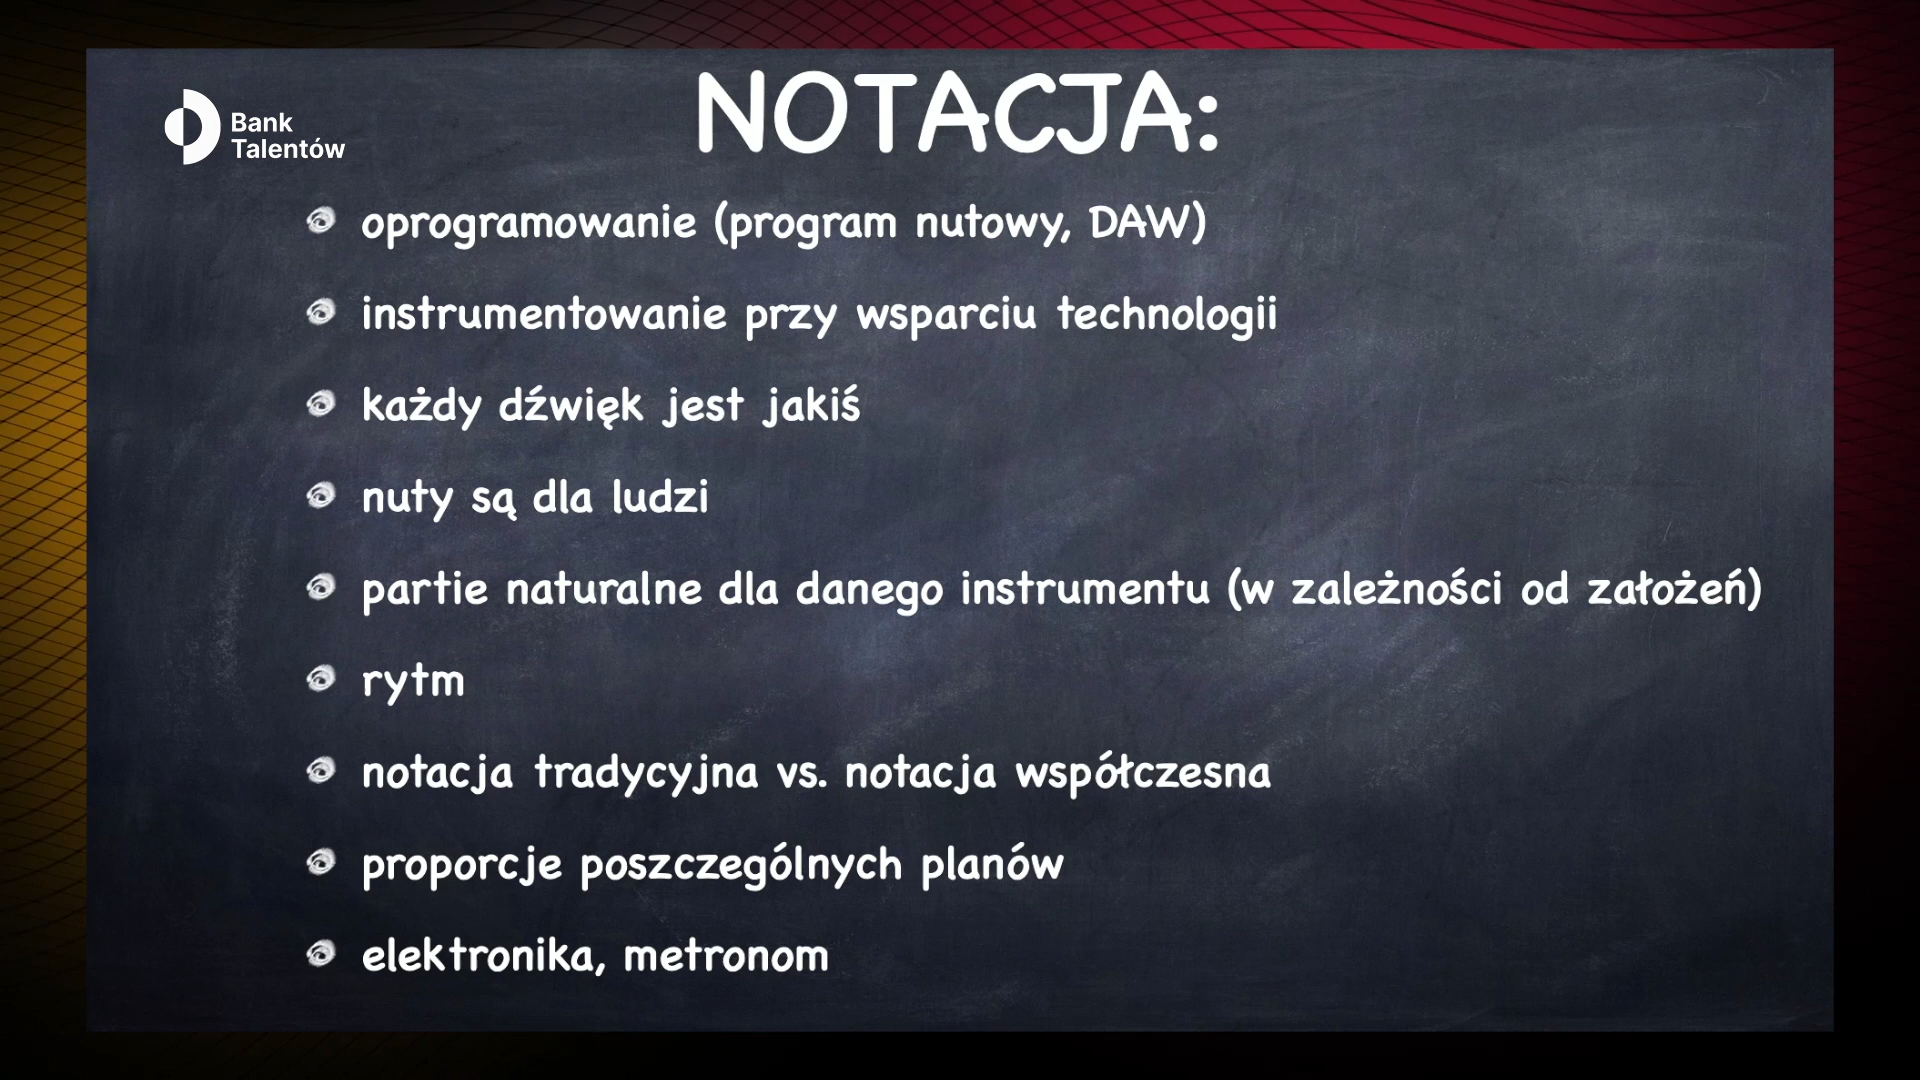 Bank
Talentów
NOTACJA:
oprogramowanie (program nutowy, DAW)
instrumentowanie przy wsparciu technologii
każdy dźwięk jest jakiś
nuty są dla ludzi
partie naturalne dla danego instrumentu (w zależności od założeń)
rytm
notacja tradycyjna vs. notacja współczesna
proporcje poszczególnych planów
elektronika, metronom